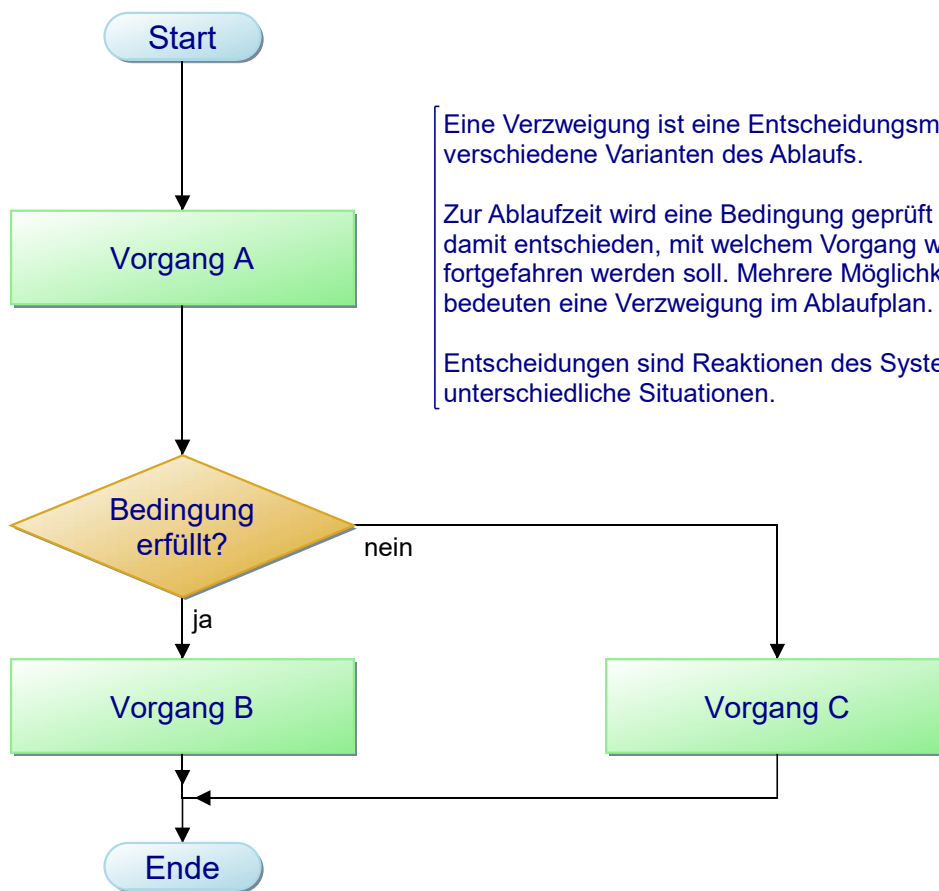 Start
Eine Verzweigung ist eine
verschiedene Varianten des Ablaufs.
Zur Ablaufzeit wird eine Bedingung geprüft
damit entschieden, mit welchem Vorgang
fortgefahren werden soll. Mehrere
bedeuten eine Verzweigung im Ablaufplan.
Entscheidungen sind Reaktionen des
unterschiedliche Situationen.
Vorgang A
Bedingung
erfüllt?
nein
ja
Vorgang B
Vorgang C
Ende